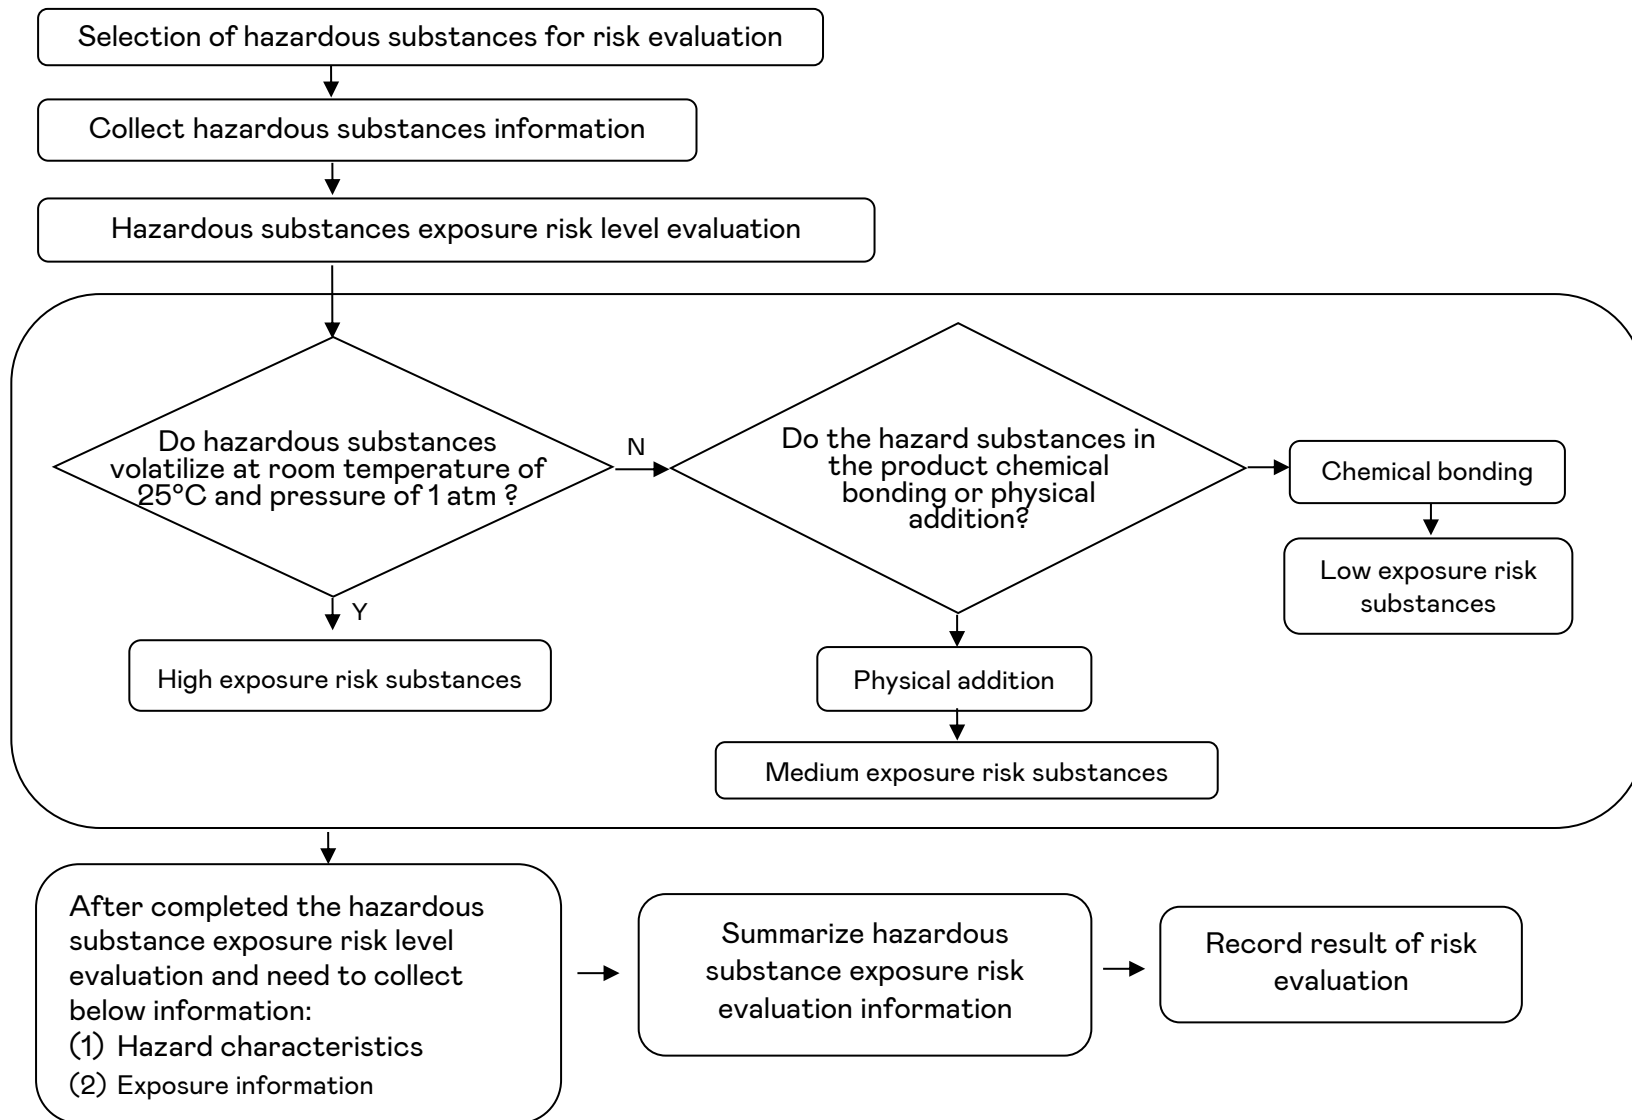 Selection of hazardous substances for risk evaluation
Collect hazardous substances information
Hazardous substances exposure risk level evaluation
Do hazardous substances
volatilize at room temperature of
25°C and pressure of 1 atm ?
N
Y
High exposure risk substances
Do the hazard substances in
the product chemical
bonding or physical
addition?
Chemical bonding
Low exposure risk
substances
Physical addition
Medium exposure risk substances
After completed the hazardous
substance exposure risk level
evaluation and need to collect
below information:
(1) Hazard characteristics
(2) Exposure information
Summarize hazardous
substance exposure risk
evaluation information
Record result of risk
evaluation